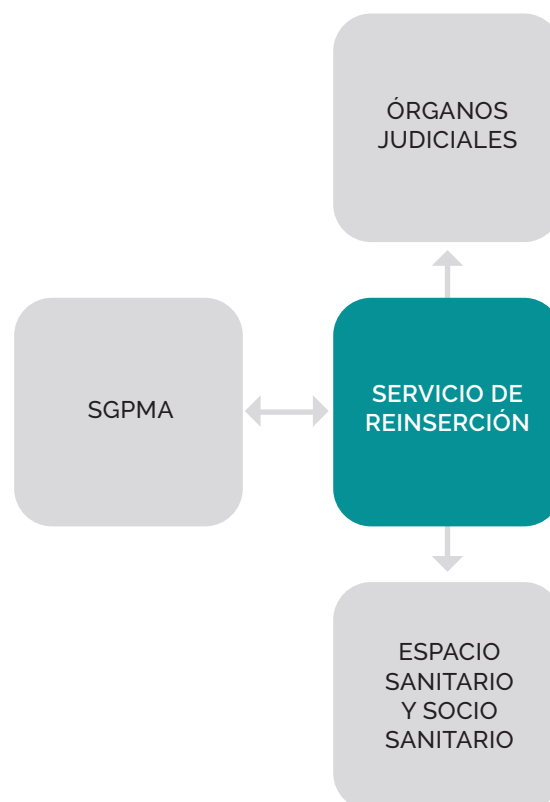 ÓRGANOS
JUDICIALES
SGPMA
SERVICIO DE
REINSERCIÓN
ESPACIO
SANITARIO
Y SOCIO
SANITARIO